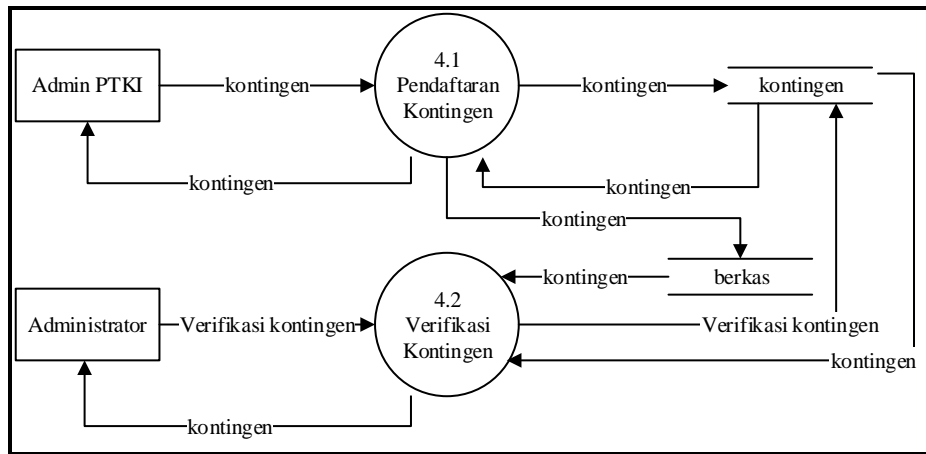 4.1
Pendaftaran
Kontingen
Admin PTKI
kontingen
kontingen
kontingen
kontingen
kontingen
kontingen
kontingen
berkas
4.2
Verifikasi
Kontingen
Administrator
Verifikasi kontingen
Verifikasi kontingen
kontingen
kontingen